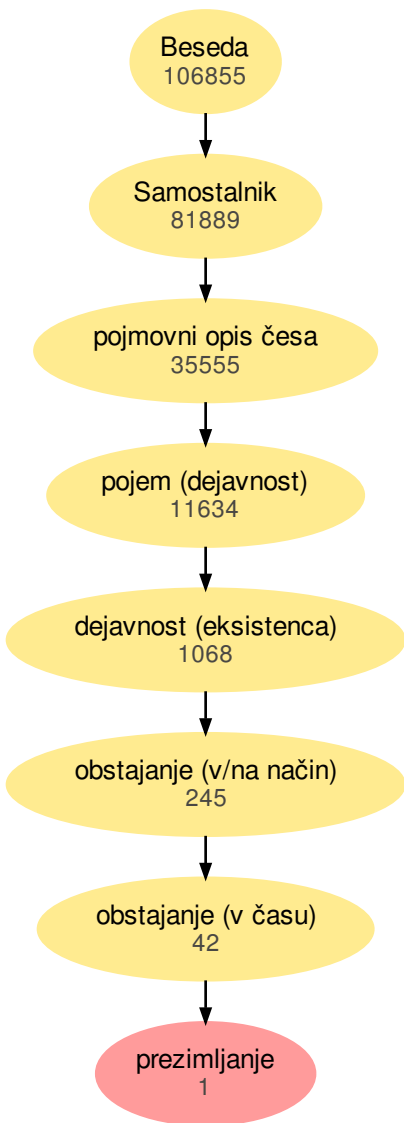 Beseda
106855
Samostalnik
81889
pojmovni opis česa
35555
pojem (dejavnost)
11634
dejavnost (eksistenca)
1068
obstajanje (v/na način)
245
obstajanje (v času)
42
prezimljanje
1